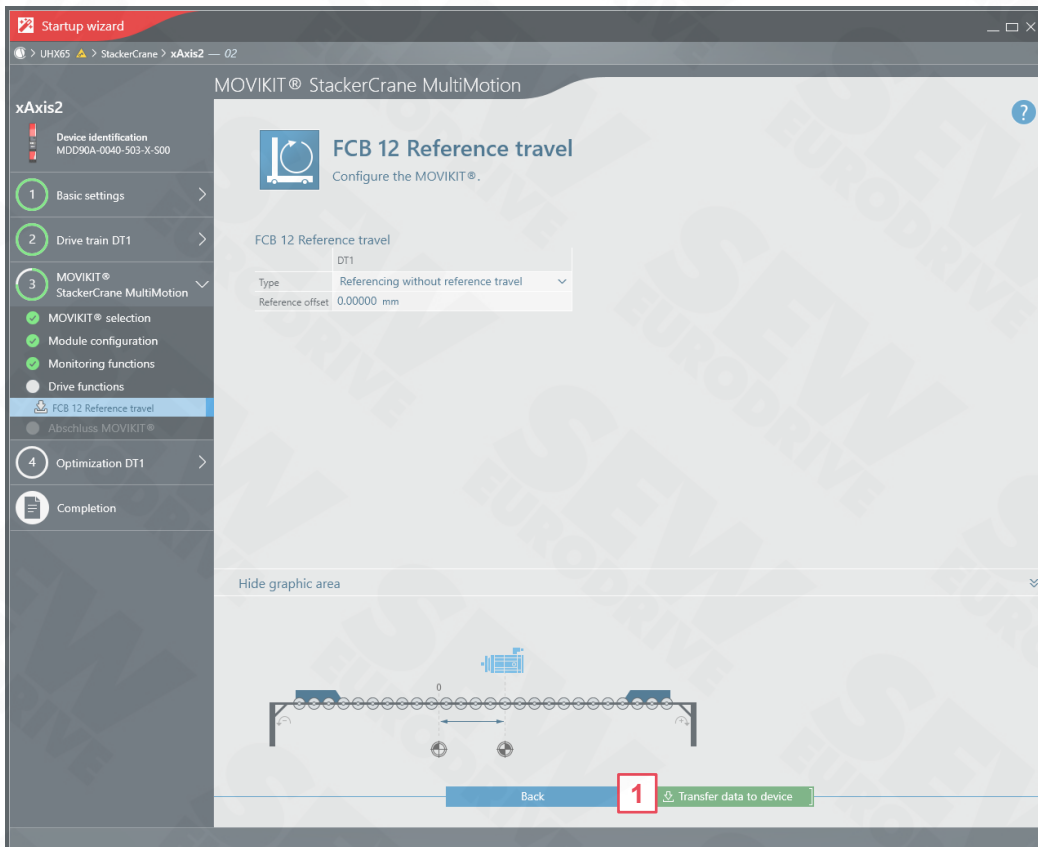 Startup wizard
> UHX65 > StackerCrane > xAxis2 — 02
MOVIKIT® StackerCrane MultiMotion
xAxis2
Device identification
MDD90A-0040-503-X-S00
1 Basic settings
2 Drive train DT1
3 MOVIKIT®
StackerCrane MultiMotion
MOVIKIT® selection
Module configuration
Monitoring functions
Drive functions
FCB 12 Reference travel
Abschluss MOVIKIT®
4 Optimization DT1
Completion
?
FCB 12 Reference travel
Configure the MOVIKIT®.
FCB 12 Reference travel
DT1
Type Referencing without reference travel
Reference offset 0.00000 mm
Hide graphic area
0
Back
1 Transfer data to device
SEW
EURODRIVE